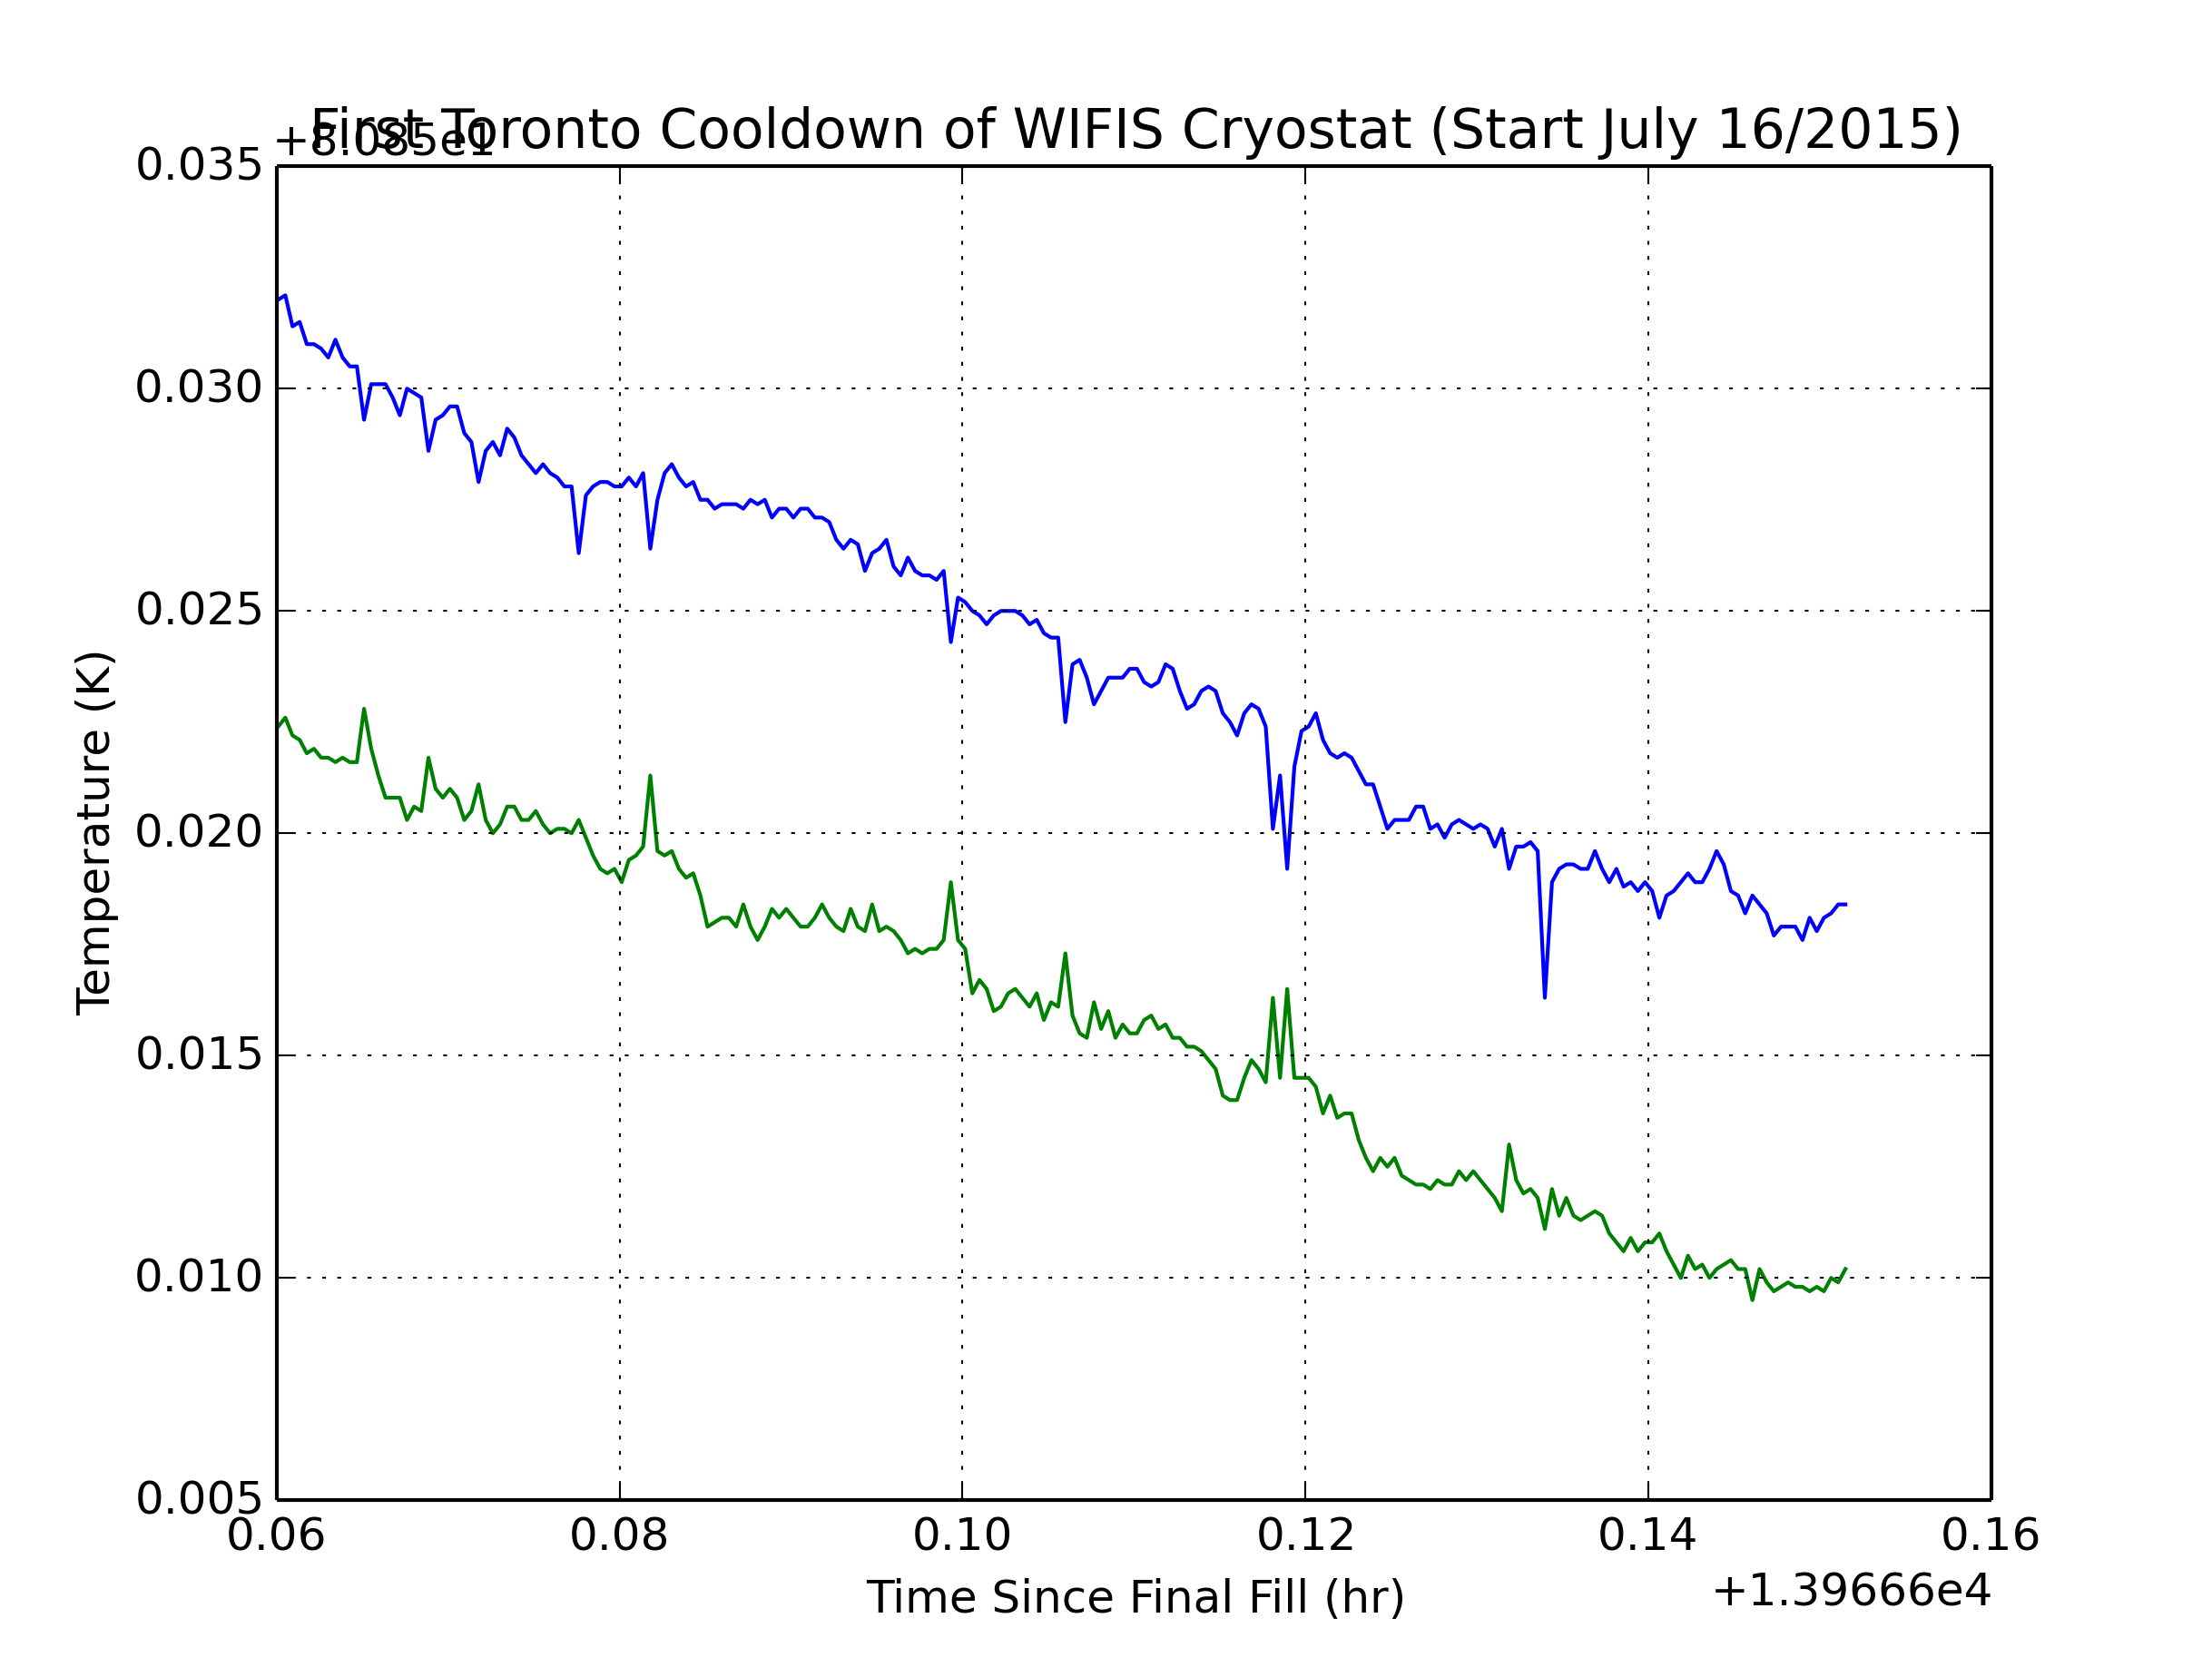 First Toronto Cooldown of WIFIS Cryostat (Start July 16/2015)
+8.085e1
0.035
0.030
0.025
0.020
0.015
0.010
0.005
Temperature (K)
0.06 0.08 0.10 0.12 0.14 0.16
Time Since Final Fill (hr)
+1.39666e4